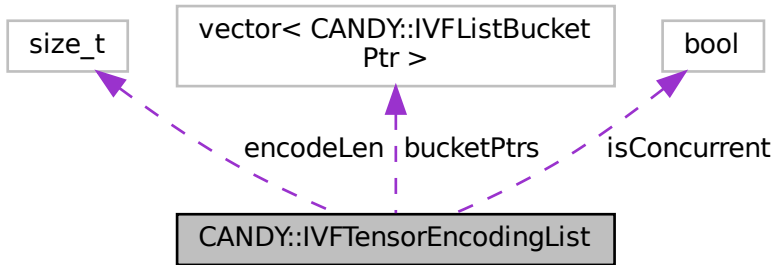 size_t
vector< CANDY::IVFListBucket
Ptr >
bool
encodeLen
bucketPtrs
isConcurrent
CANDY::IVFTensorEncodingList